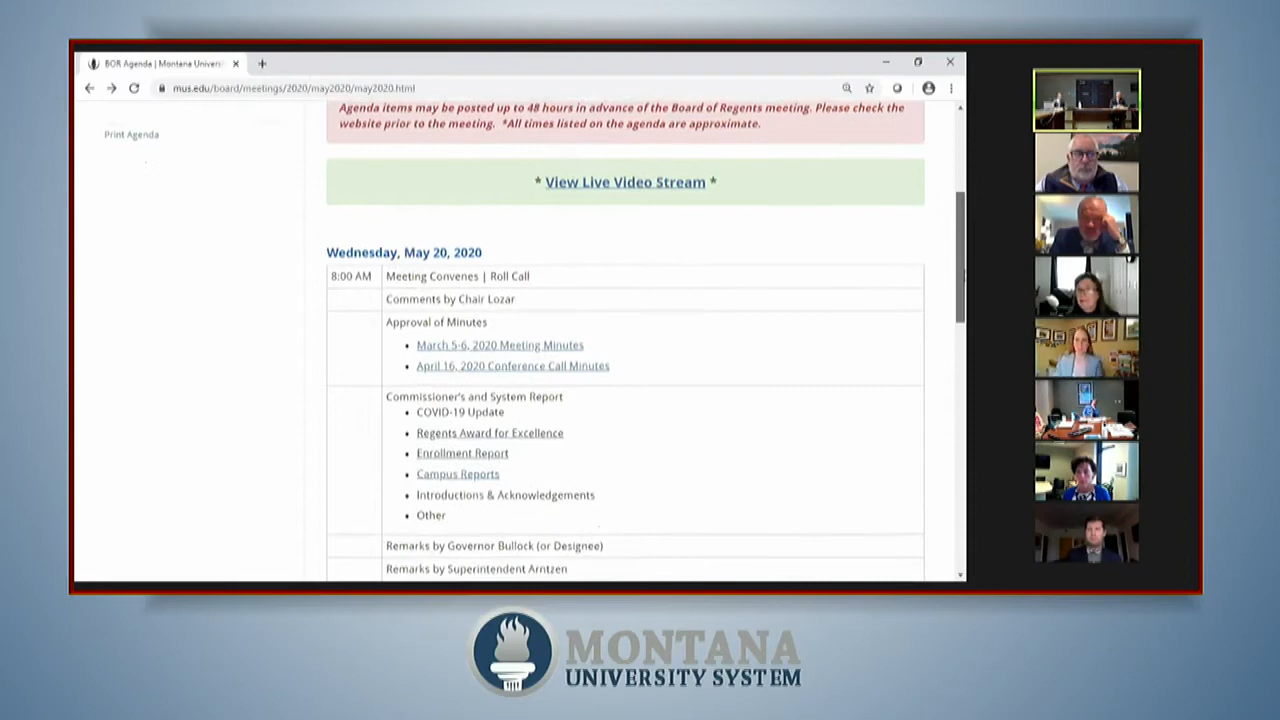 BOR Agenda | Montana Univers
mus.edu/board/meetings/2020/may2020/may2020.html
Agenda items may be posted up to 48 hours in advance of the Board of Regents meeting. Please check the
website prior to the meeting. *All times listed on the agenda are approximate.
Print Agenda
* View Live Video Stream *
Wednesday, May 20, 2020
8:00 AM Meeting Convenes | Roll Call
Comments by Chair Lozar
Approval of Minutes
• March 5-6, 2020 Meeting Minutes
• April 16, 2020 Conference Call Minutes
Commissioner's and System Report
• COVID-19 Update
• Regents Award for Excellence
• Enrollment Report
• Campus Reports
• Introductions & Acknowledgements
• Other
Remarks by Governor Bullock (or Designee)
Remarks by Superintendent Arntzen
MONTANA
UNIVERSITY SYSTEM